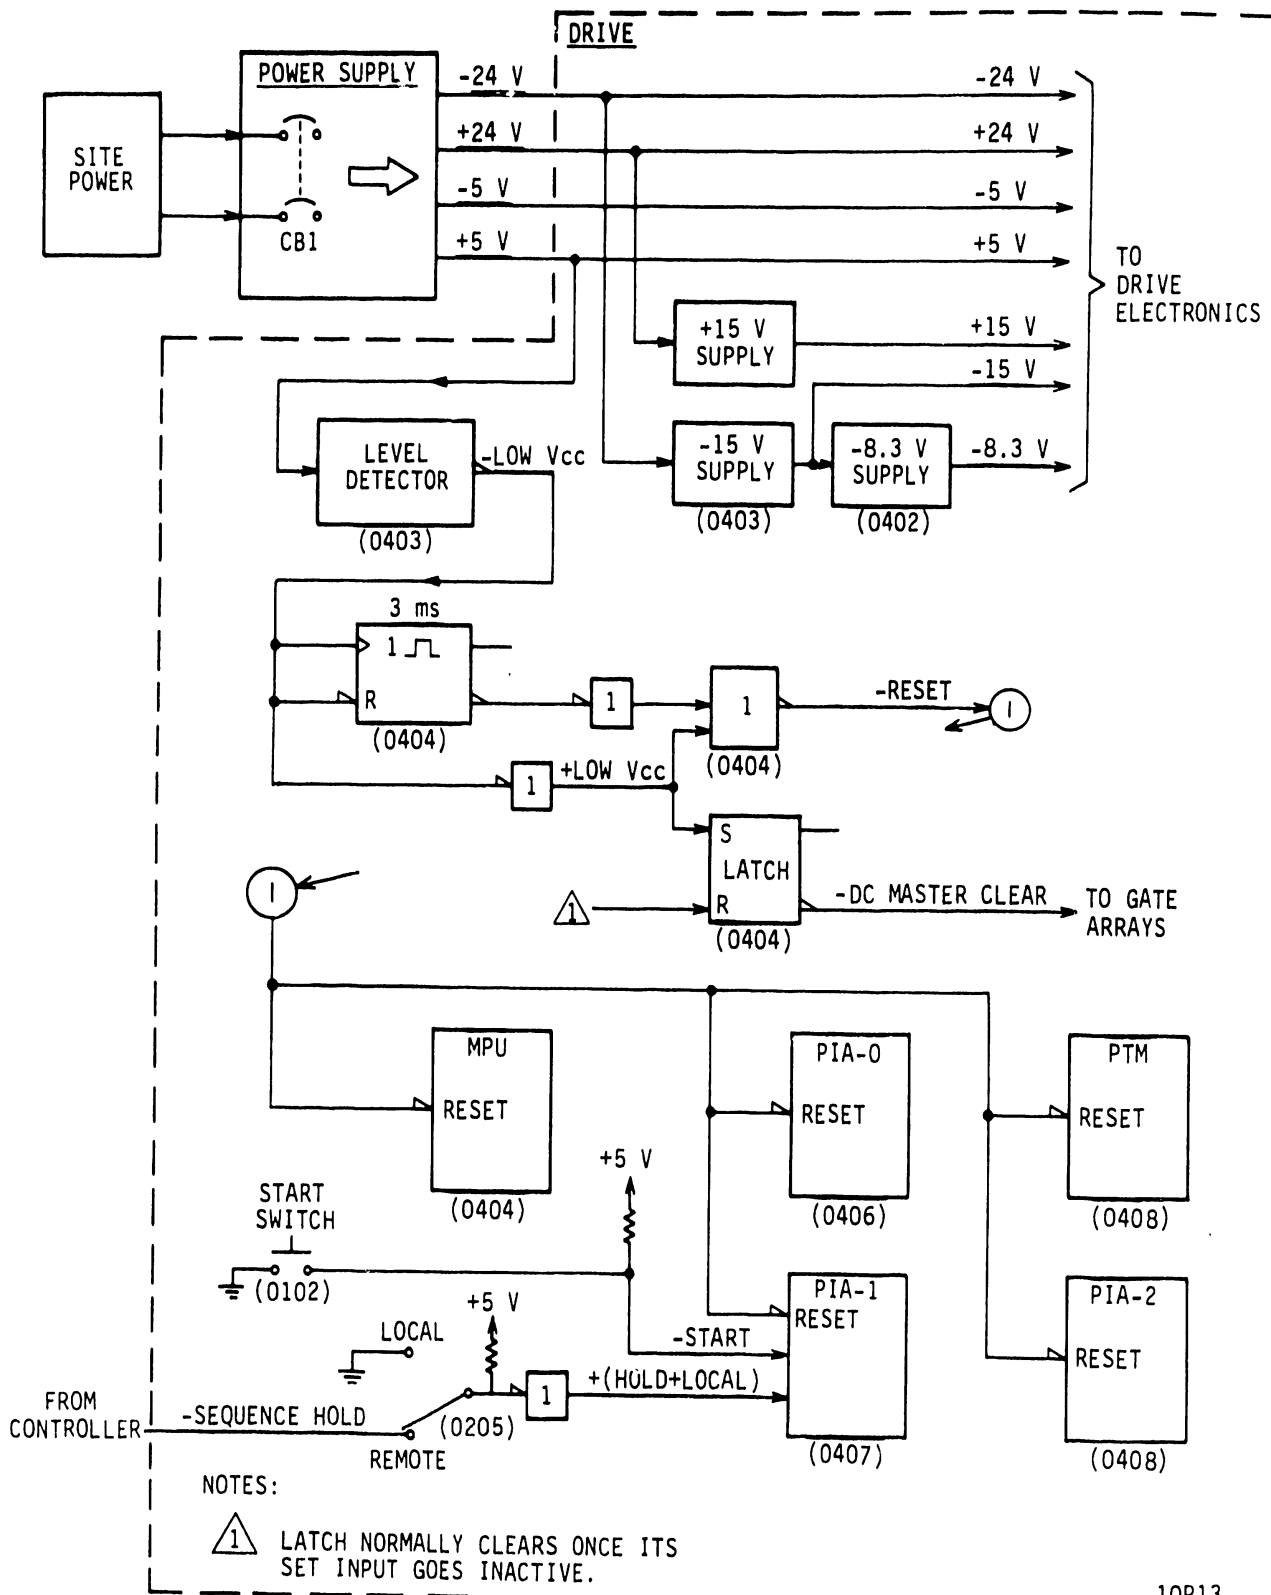 DRIVE
POWER SUPPLY
SITE
POWER
CB1
-24 V
+24 V
-5 V
+5 V
-24 V
+24 V
-5 V
+5 V
+15 V
-15 V
-8.3 V
TO
DRIVE
ELECTRONICS
+15 V
SUPPLY
-15 V
SUPPLY
(0403)
-8.3 V
SUPPLY
(0402)
LEVEL
DETECTOR
(0403)
-LOW Vcc
3 ms
1
R
(0404)
1
1
(0404)
-RESET
1
1
+LOW Vcc
S
LATCH
R
(0404)
1
-DC MASTER CLEAR
TO GATE
ARRAYS
1
MPU
RESET
(0404)
PIA-0
RESET
(0406)
PTM
RESET
(0408)
+5 V
START
SWITCH
(0102)
+5 V
LOCAL
-START
PIA-1
RESET
(0407)
PIA-2
RESET
(0408)
1
+(HOLD+LOCAL)
FROM
CONTROLLER
-SEQUENCE HOLD
(0205)
REMOTE
NOTES:
1 LATCH NORMALLY CLEARS ONCE ITS
SET INPUT GOES INACTIVE.